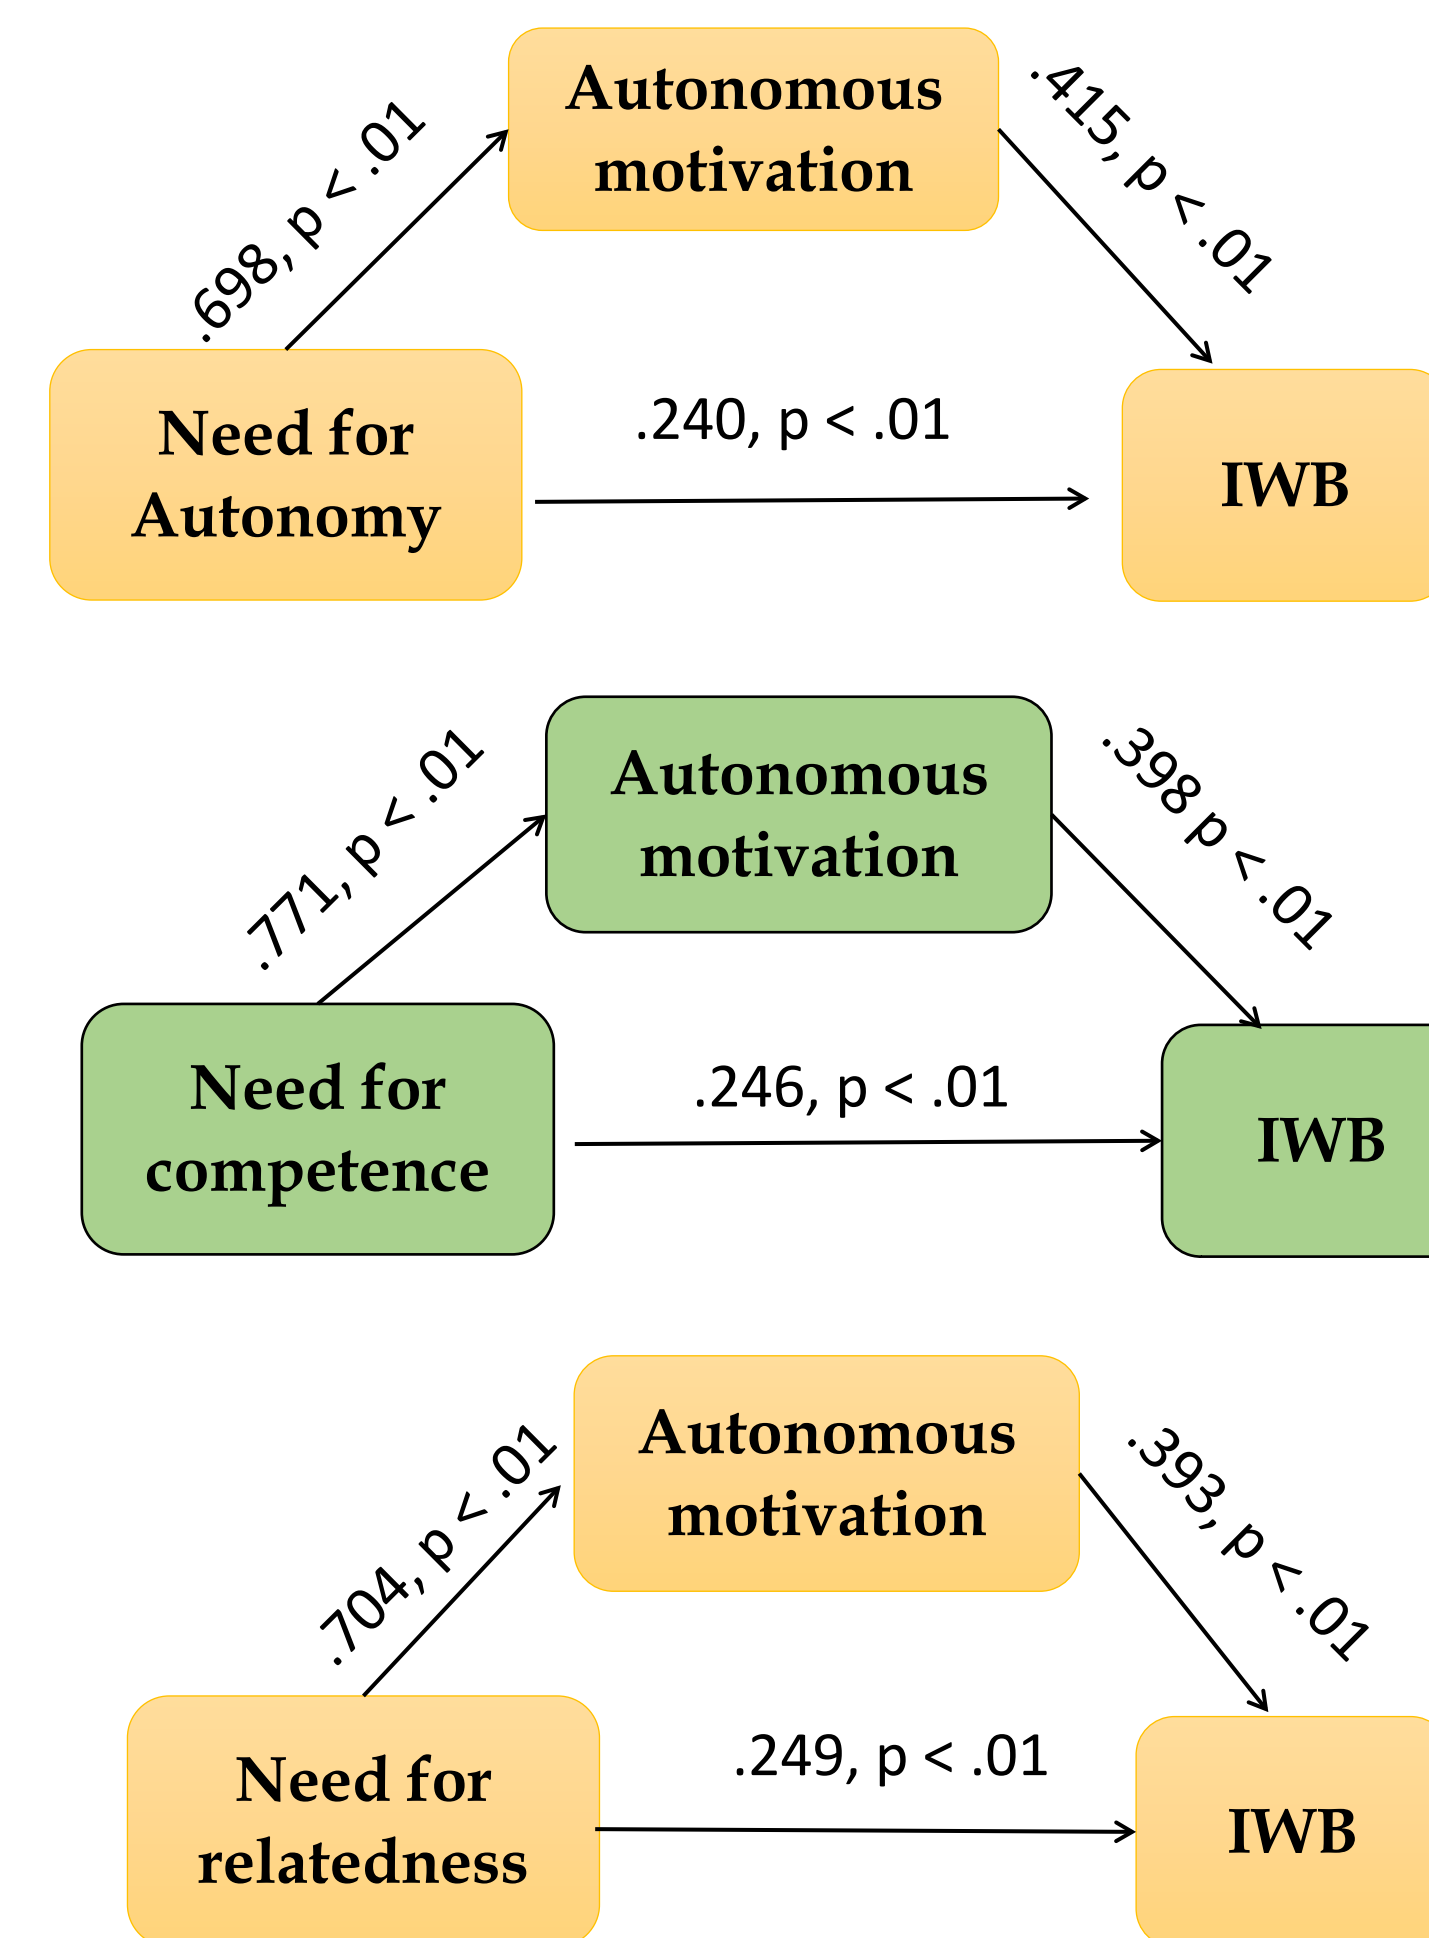 Autonomous
motivation
.698, p < .01
.415, p < .01
Need for
Autonomy
.240, p < .01
IWB
Autonomous
motivation
.771, p < .01
.398 p < .01
Need for
competence
.246, p < .01
IWB
Autonomous
motivation
.704, p < .01
.393, p < .01
Need for
relatedness
.249, p < .01
IWB